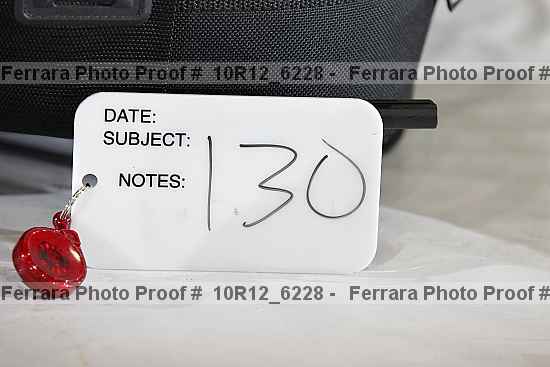 Ferrara Photo Proof # 10R12_6228 - Ferrara Photo Proof #
DATE:
SUBJECT:
130
NOTES:
Ferrara Photo Proof # 10R12_6228 - Ferrara Photo Proof #